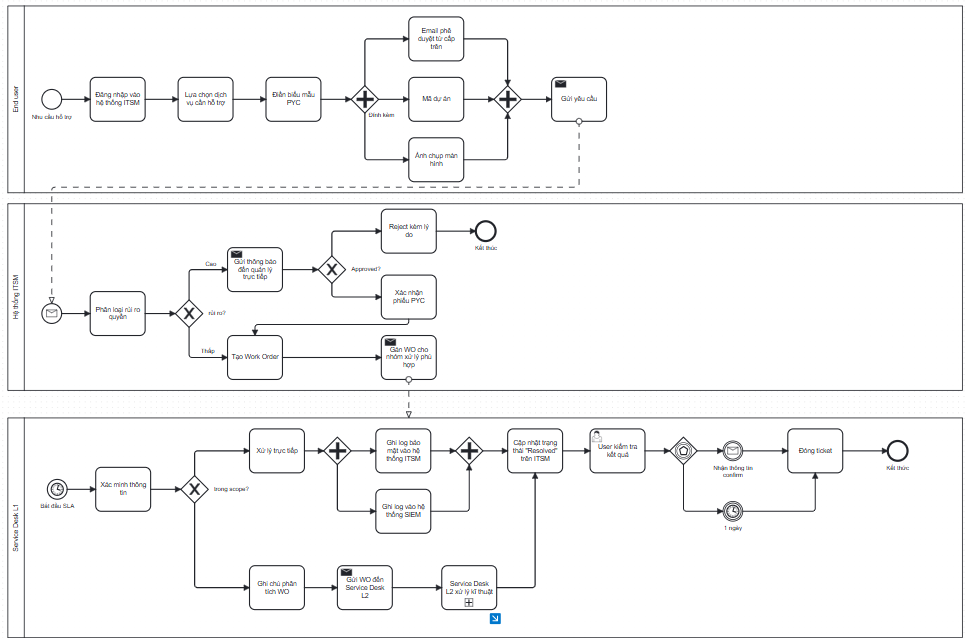 End user
Nhu cầu hỗ trợ
Đăng nhập vào
hệ thống ITSM
Lựa chọn dịch
vụ cần hỗ trợ
Điền biểu mẫu
PYC
Đính kèm
Email phê
duyệt từ cấp
trên
Mã dự án
Ảnh chụp màn
hình
Gửi yêu cầu
Hệ thống ITSM
Phân loại rủi ro
quyền
rủi ro?
Cao
Thấp
Gửi thông báo
đến quản lý
trực tiếp
Approved?
Reject kèm lý
do
Kết thúc
Xác nhận
phiếu PYC
Tạo Work Order
Gán WO cho
nhóm xử lý phù
hợp
Service Desk L1
Bắt đầu SLA
Xác minh thông
tin
trong scope?
Xử lý trực tiếp
Ghi log bảo
mật vào hệ
thống ITSM
Ghi log vào hệ
thống SIEM
Cập nhật trạng
thái "Resolved"
trên ITSM
User kiểm tra
kết quả
Nhận thông tin
confirm
1 ngày
Đóng ticket
Kết thúc
Ghi chú phân
tích WO
Gửi WO đến
Service Desk
L2
Service Desk
L2 xử lý kĩ thuật